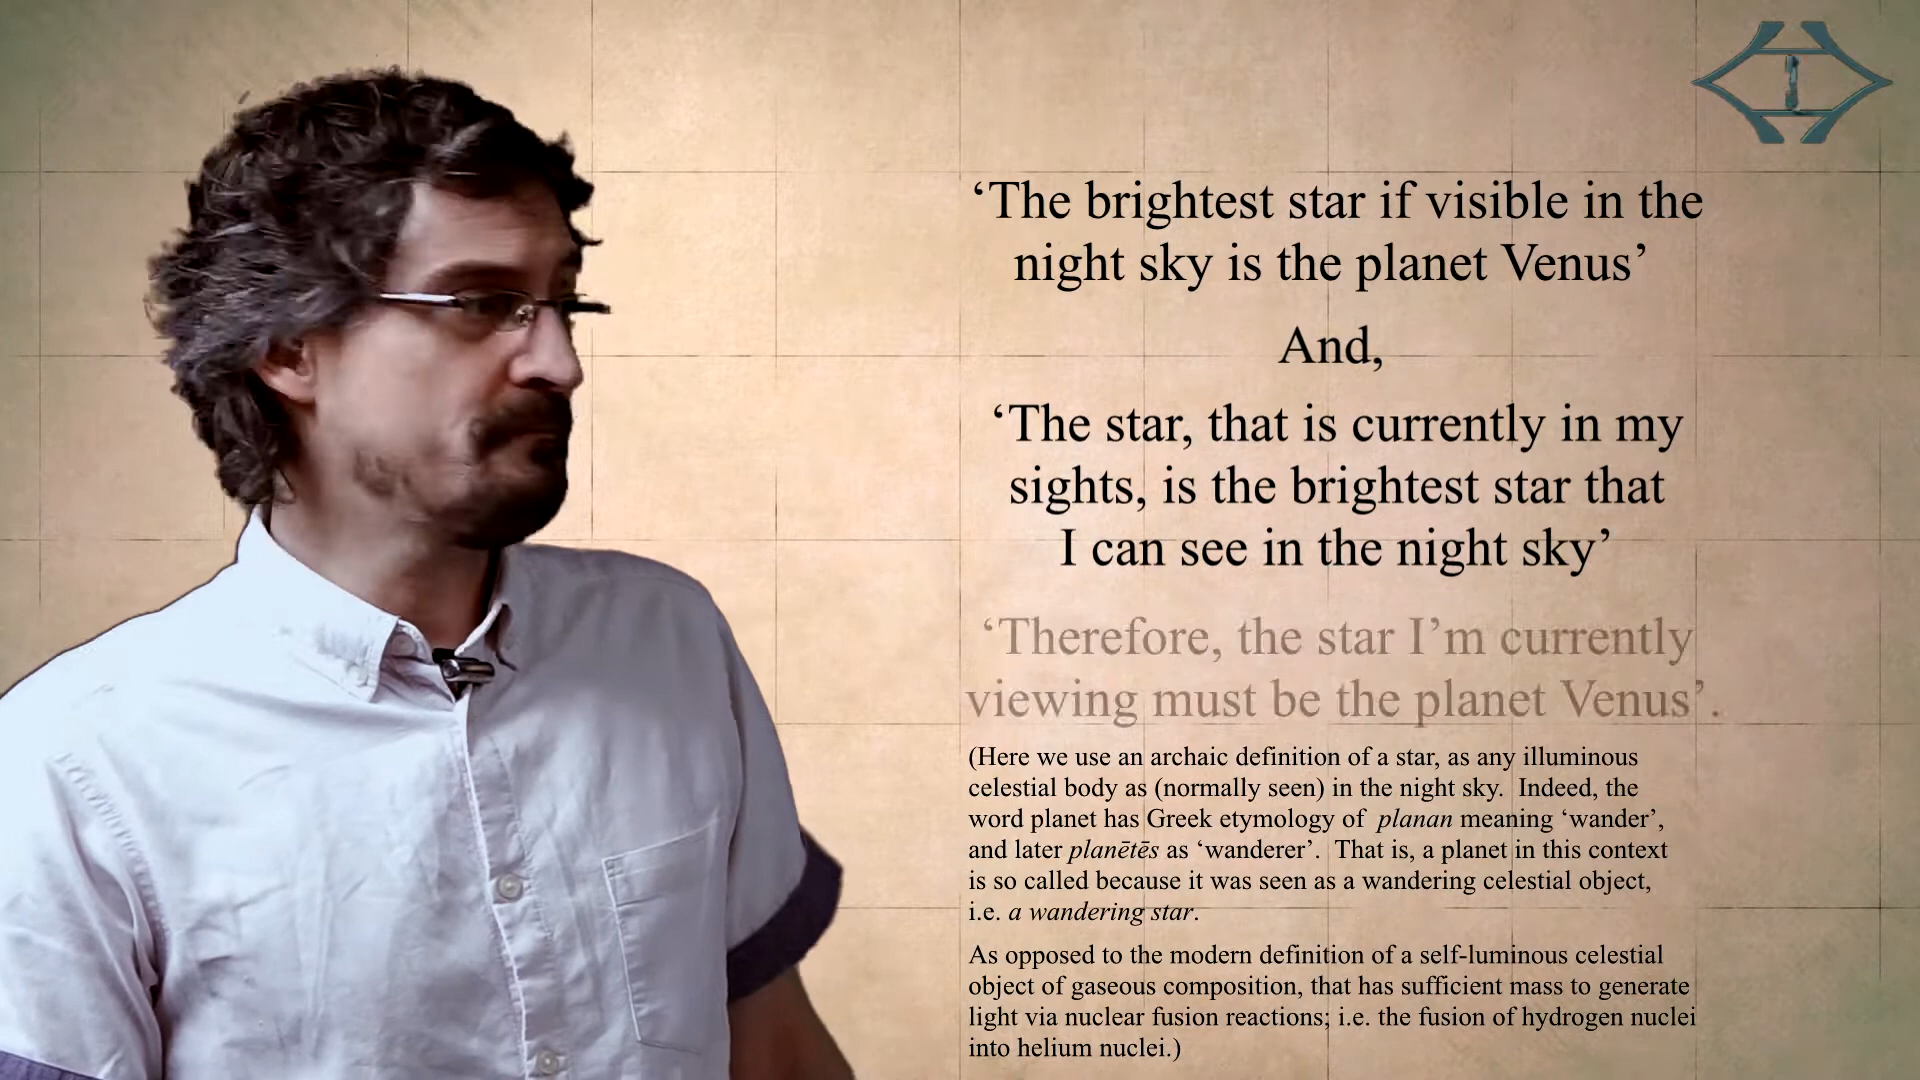 ‘The brightest star if visible in the
night sky is the planet Venus’
And,
‘The star, that is currently in my
sights, is the brightest star that
I can see in the night sky’
‘Therefore, the star I’m currently
viewing must be the planet Venus’.
(Here we use an archaic definition of a star, as any illuminous
celestial body as (normally seen) in the night sky.  Indeed, the
word planet has Greek etymology of  planan meaning ‘wander’,
and later planētēs as ‘wanderer’.  That is, a planet in this context
is so called because it was seen as a wandering celestial object,
i.e. a wandering star.
As opposed to the modern definition of a self-luminous celestial
object of gaseous composition, that has sufficient mass to generate
light via nuclear fusion reactions; i.e. the fusion of hydrogen nuclei
into helium nuclei.)